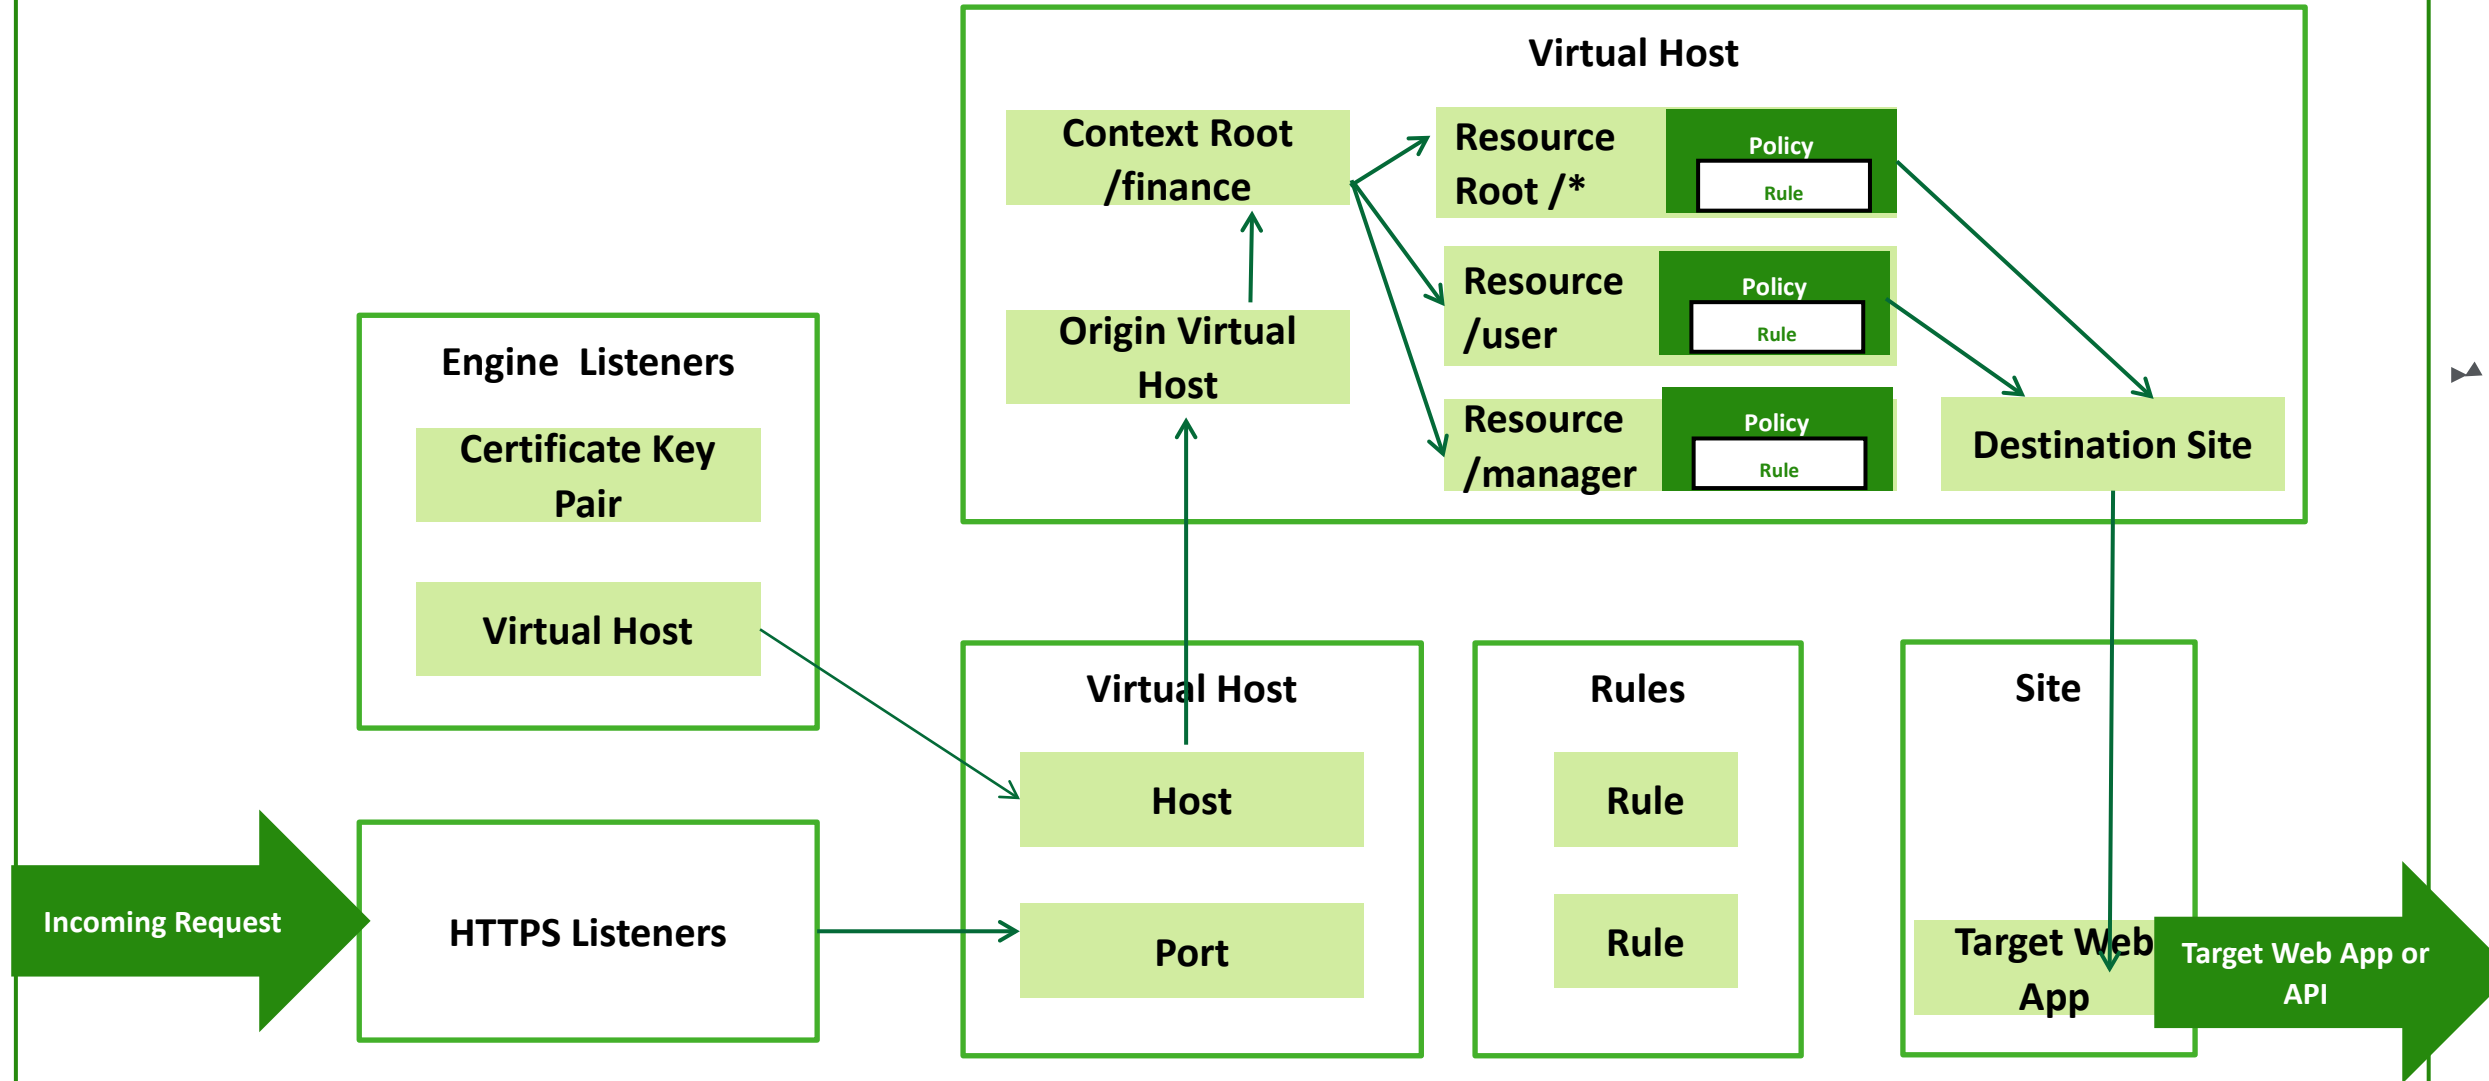 Virtual Host
Context Root
/finance
Resource
Root /*
Policy
Rule
Origin Virtual
Host
Resource
/user
Policy
Rule
Resource
/manager
Policy
Rule
Destination Site
Engine  Listeners
Certificate Key
Pair
Virtual Host
Virtual Host
Host
Port
Rules
Rule
Rule
Site
Target Web
App
Incoming Request
HTTPS Listeners
Target Web App or
API